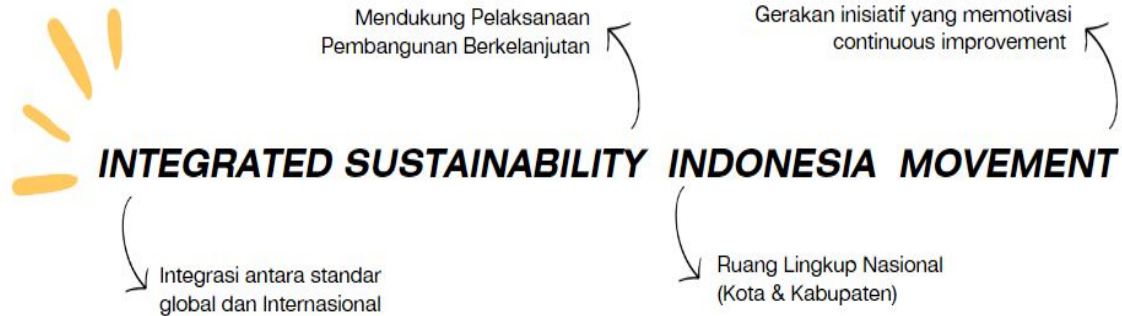 Mendukung Pelaksanaan
Pembangunan Berkelanjutan
Gerakan inisiatif yang memotivasi
continuous improvement
INTEGRATED SUSTAINABILITY INDONESIA MOVEMENT
Integrasi antara standar
global dan Internasional
Ruang Lingkup Nasional
(Kota & Kabupaten)